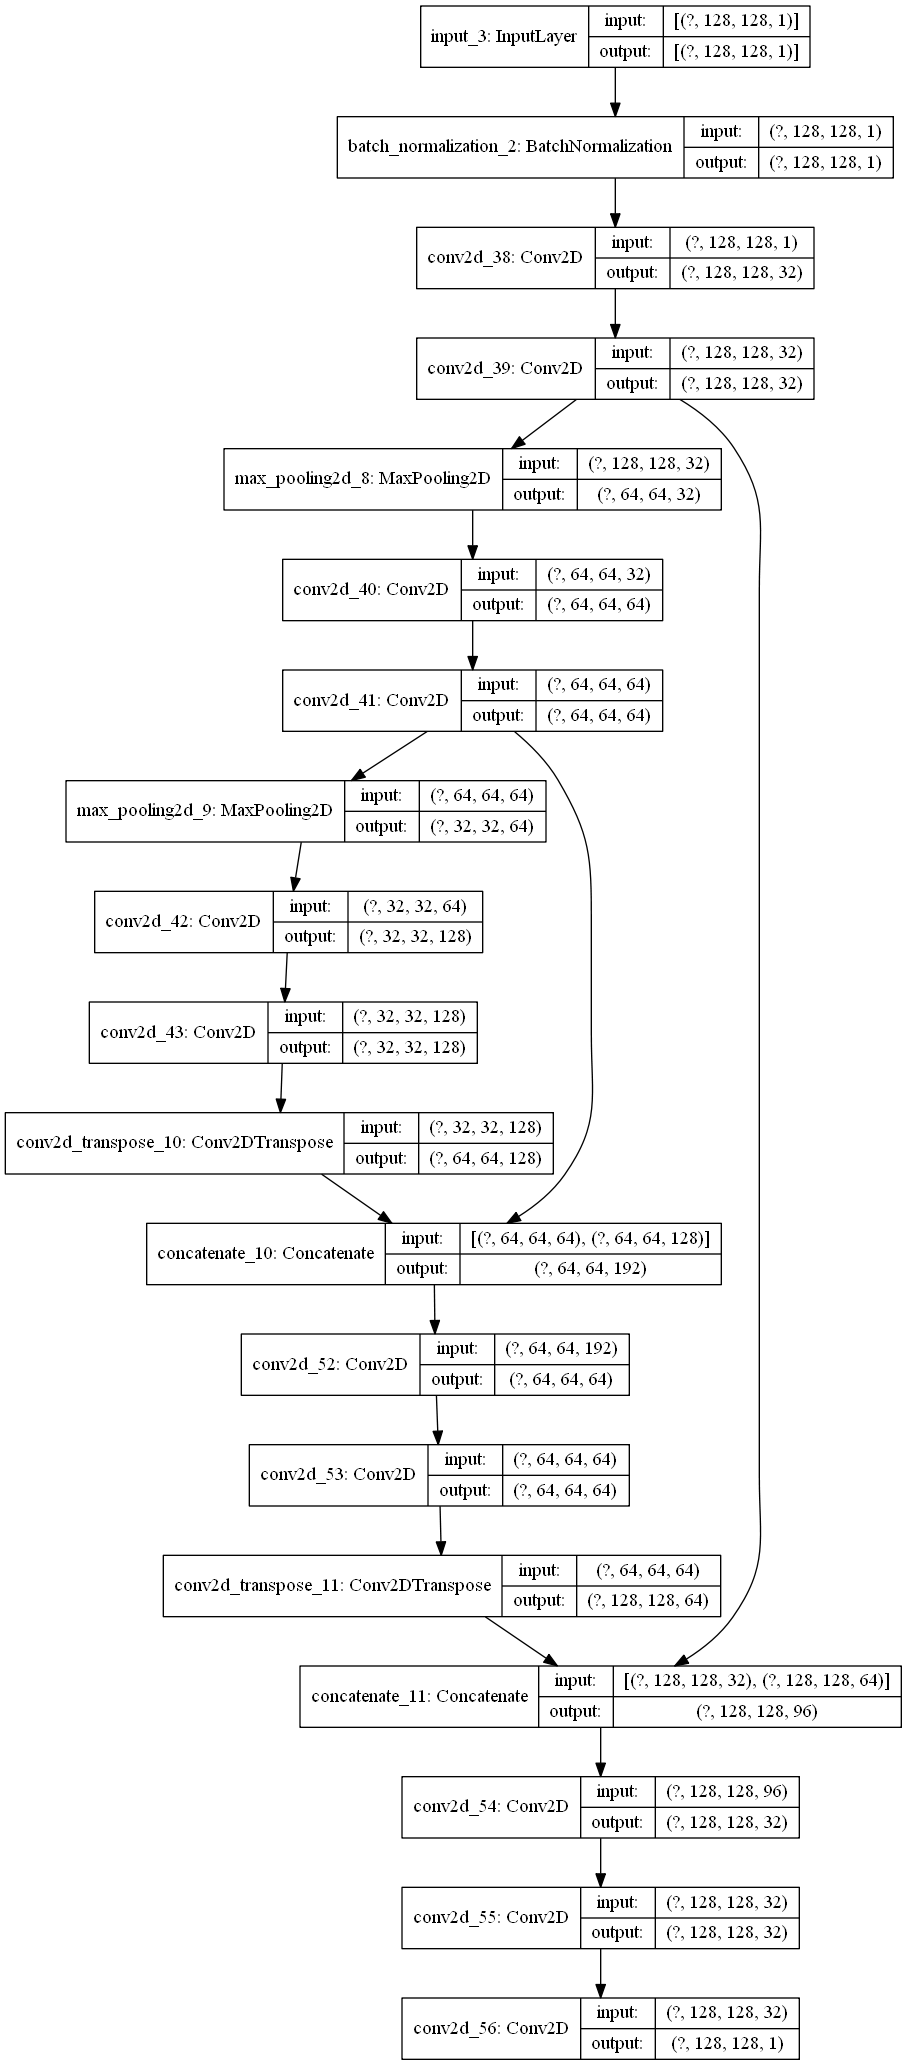 input_3: InputLayer
input: [(?, 128, 128, 1)]
output: [(?, 128, 128, 1)]
batch_normalization_2: BatchNormalization
input: (?, 128, 128, 1)
output: (?, 128, 128, 1)
conv2d_38: Conv2D
input: (?, 128, 128, 1)
output: (?, 128, 128, 32)
conv2d_39: Conv2D
input: (?, 128, 128, 32)
output: (?, 128, 128, 32)
max_pooling2d_8: MaxPooling2D
input: (?, 128, 128, 32)
output: (?, 64, 64, 32)
conv2d_40: Conv2D
input: (?, 64, 64, 32)
output: (?, 64, 64, 64)
conv2d_41: Conv2D
input: (?, 64, 64, 64)
output: (?, 64, 64, 64)
max_pooling2d_9: MaxPooling2D
input: (?, 64, 64, 64)
output: (?, 32, 32, 64)
conv2d_42: Conv2D
input: (?, 32, 32, 64)
output: (?, 32, 32, 128)
conv2d_43: Conv2D
input: (?, 32, 32, 128)
output: (?, 32, 32, 128)
conv2d_transpose_10: Conv2DTranspose
input: (?, 32, 32, 128)
output: (?, 64, 64, 128)
concatenate_10: Concatenate
input: [(?, 64, 64, 64), (?, 64, 64, 128)]
output: (?, 64, 64, 192)
conv2d_52: Conv2D
input: (?, 64, 64, 192)
output: (?, 64, 64, 64)
conv2d_53: Conv2D
input: (?, 64, 64, 64)
output: (?, 64, 64, 64)
conv2d_transpose_11: Conv2DTranspose
input: (?, 64, 64, 64)
output: (?, 128, 128, 64)
concatenate_11: Concatenate
input: [(?, 128, 128, 32), (?, 128, 128, 64)]
output: (?, 128, 128, 96)
conv2d_54: Conv2D
input: (?, 128, 128, 96)
output: (?, 128, 128, 32)
conv2d_55: Conv2D
input: (?, 128, 128, 32)
output: (?, 128, 128, 32)
conv2d_56: Conv2D
input: (?, 128, 128, 32)
output: (?, 128, 128, 1)